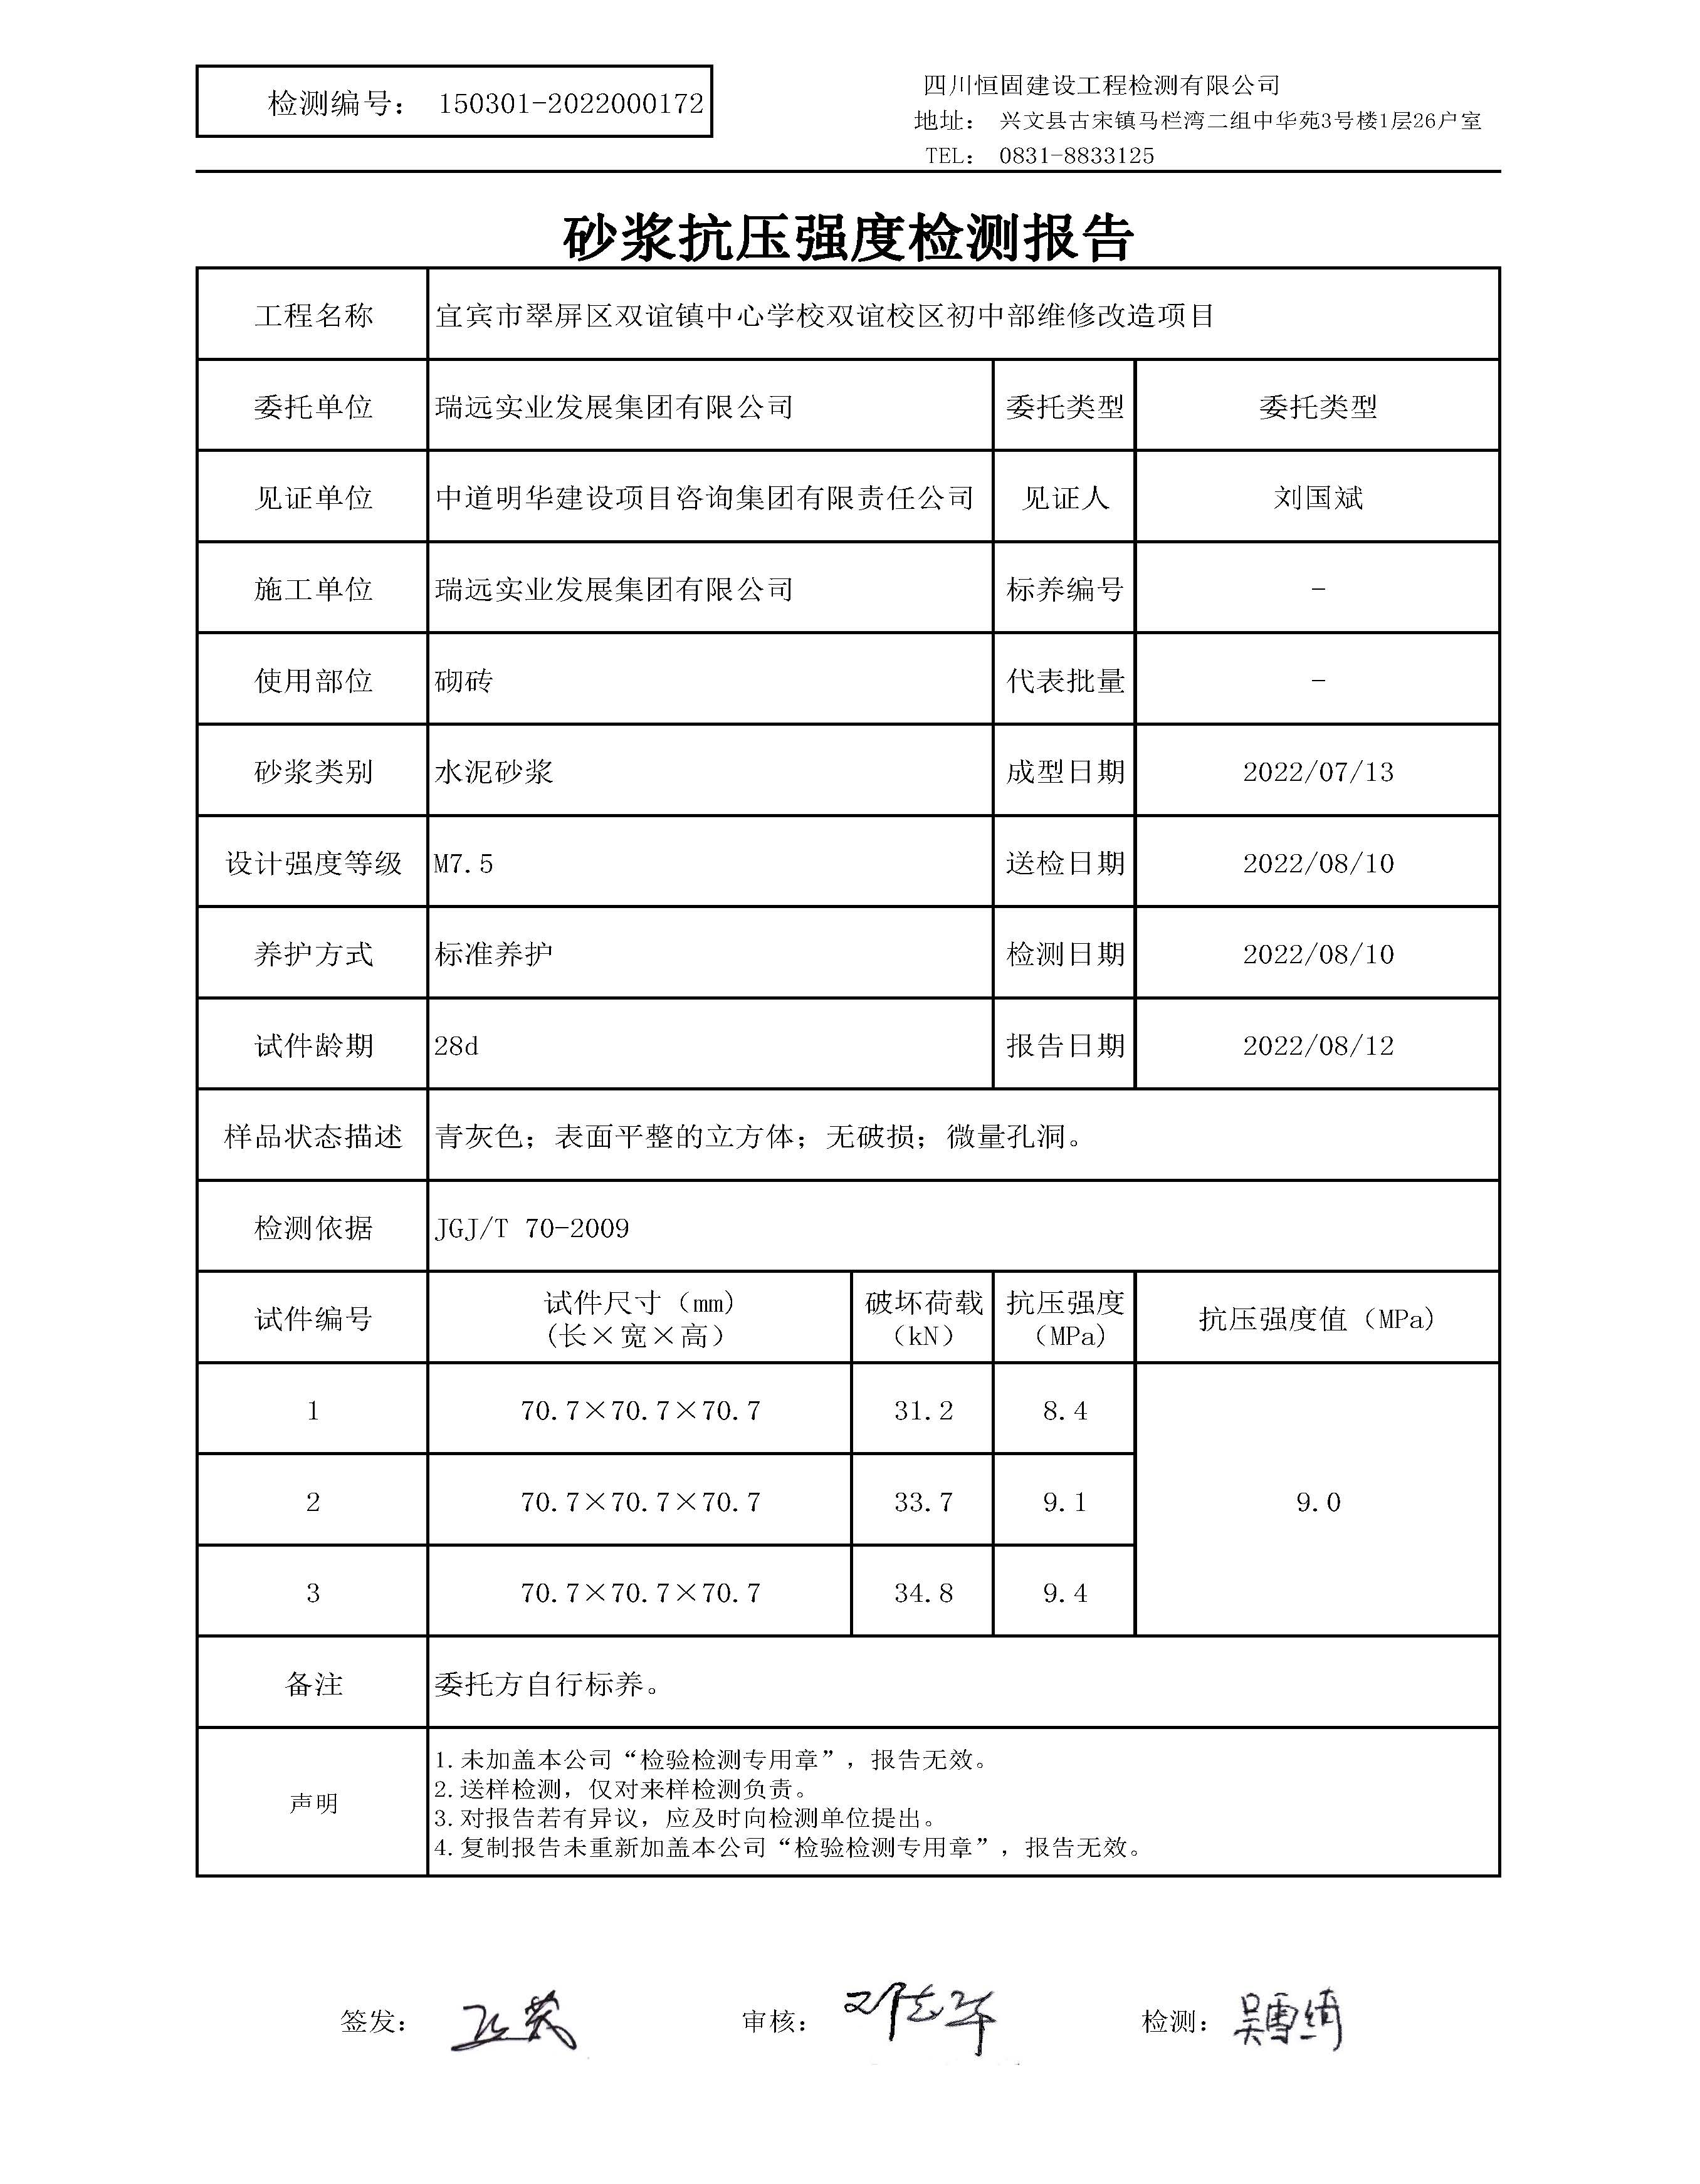 检测编号： 150301-2022000172
四川恒固建设工程检测有限公司
地址： 兴文县古宋镇马栏湾二组中华苑3号楼1层26户室
TEL： 0831-8833125
砂浆抗压强度检测报告
工程名称 宜宾市翠屏区双谊镇中心学校双谊校区初中部维修改造项目
委托单位 瑞远实业发展集团有限公司 委托类型 委托类型
见证单位 中道明华建设项目咨询集团有限责任公司 见证人 刘国斌
施工单位 瑞远实业发展集团有限公司 标养编号 -
使用部位 砌砖 代表批量 -
砂浆类别 水泥砂浆 成型日期 2022/07/13
设计强度等级 M7.5 送检日期 2022/08/10
养护方式 标准养护 检测日期 2022/08/10
试件龄期 28d 报告日期 2022/08/12
样品状态描述 青灰色；表面平整的立方体；无破损；微量孔洞。
检测依据 JGJ/T 70-2009
试件编号 试件尺寸（mm) (长×宽×高） 破坏荷载（kN） 抗压强度（MPa) 抗压强度值（MPa)
1 70.7×70.7×70.7 31.2 8.4
2 70.7×70.7×70.7 33.7 9.1 9.0
3 70.7×70.7×70.7 34.8 9.4
备注 委托方自行标养。
声明
1.未加盖本公司“检验检测专用章”，报告无效。
2.送样检测，仅对来样检测负责。
3.对报告若有异议，应及时向检测单位提出。
4.复制报告未重新加盖本公司“检验检测专用章”，报告无效。
签发： 审核： 检测： 吴雪绮